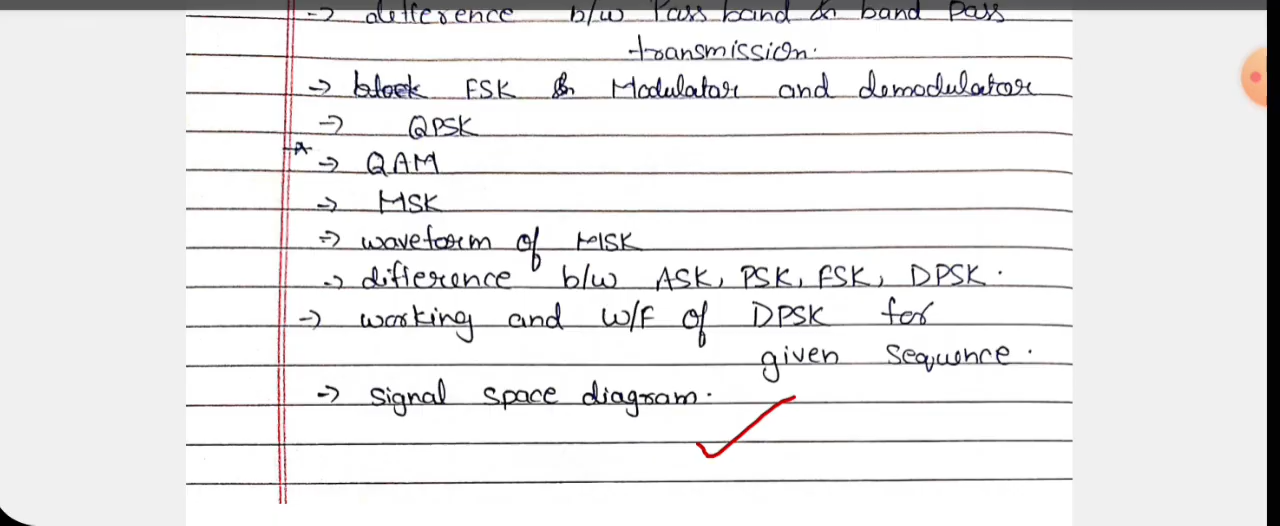 -> difference b/w Pass band & band pass
transmission.
-> block FSK & Modulator and demodulator
-> QPSK
* -> QAM
-> MSK
-> waveform of MSK
-> difference b/w ASK, PSK, FSK, DPSK.
-> working and W/F of DPSK for
given sequence.
-> signal space diagram.